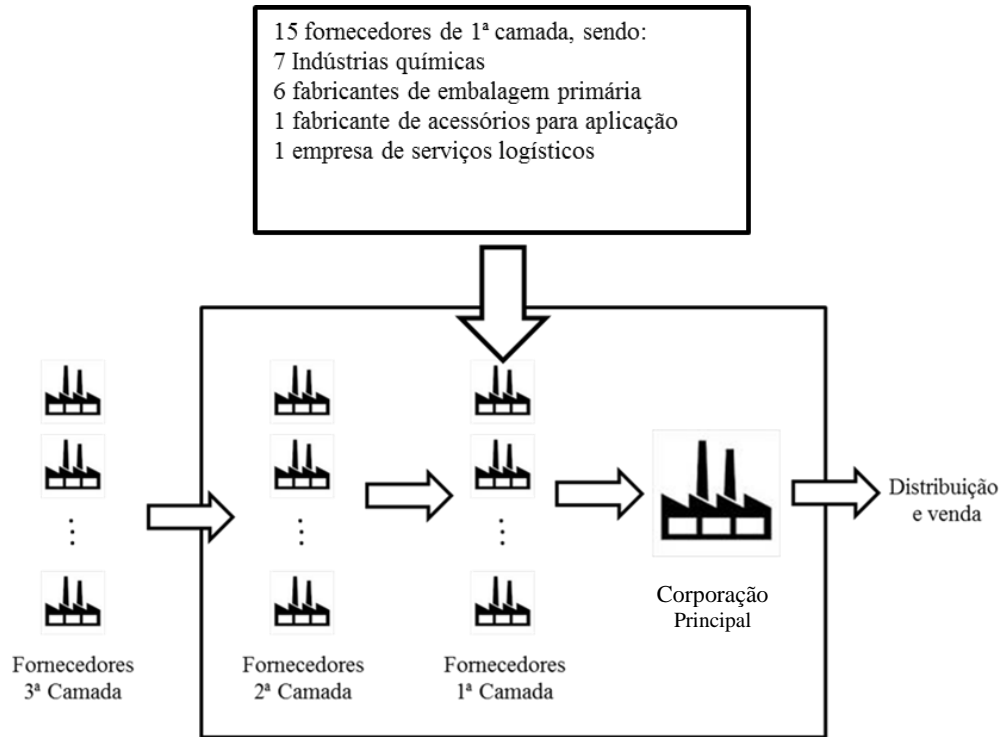 15 fornecedores de 1ª camada, sendo:
7 Indústrias químicas
6 fabricantes de embalagem primária
1 fabricante de acessórios para aplicação
1 empresa de serviços logísticos
Distribuição
e venda
Corporação
Principal
Fornecedores
3ª Camada
Fornecedores
2ª Camada
Fornecedores
1ª Camada